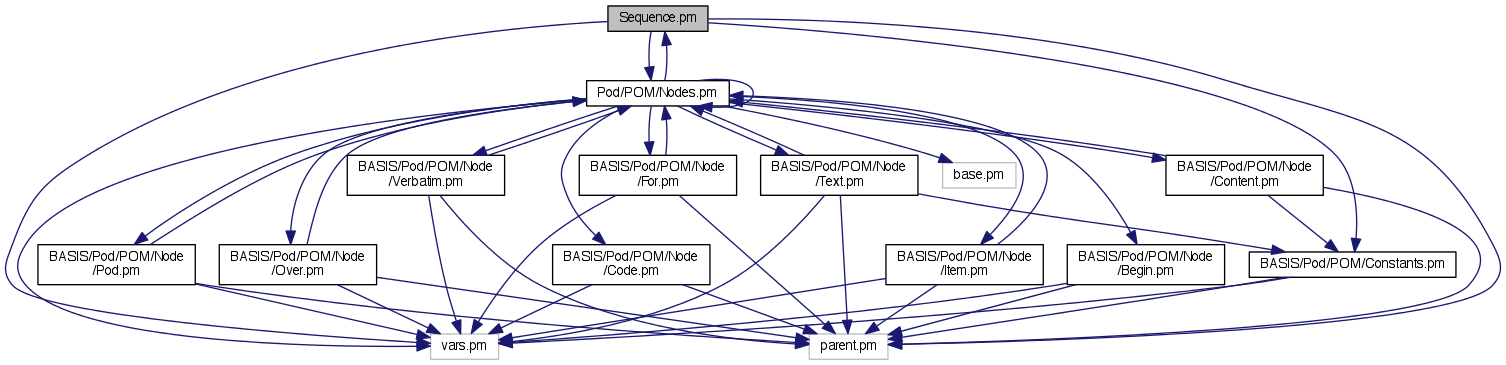 Sequence.pm
Pod/POM/Nodes.pm
BASIS/Pod/POM/Node
/Verbatim.pm
BASIS/Pod/POM/Node
/For.pm
BASIS/Pod/POM/Node
/Text.pm
base.pm
BASIS/Pod/POM/Node
/Content.pm
BASIS/Pod/POM/Node
/Pod.pm
BASIS/Pod/POM/Node
/Over.pm
BASIS/Pod/POM/Node
/Code.pm
BASIS/Pod/POM/Node
/Item.pm
BASIS/Pod/POM/Node
/Begin.pm
BASIS/Pod/POM/Constants.pm
vars.pm
parent.pm